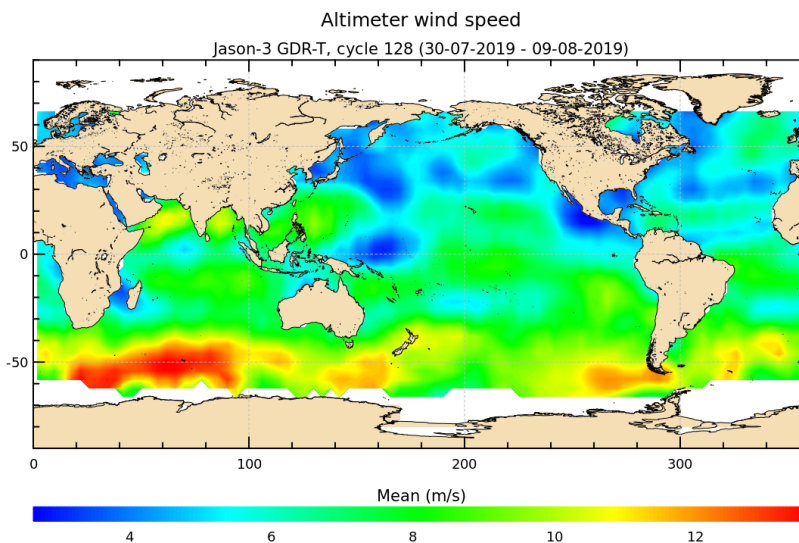 Altimeter wind speed
Jason-3 GDR-T, cycle 128 (30-07-2019 - 09-08-2019)
50
0
-50
0 100 200 300
Mean (m/s)
4 6 8 10 12